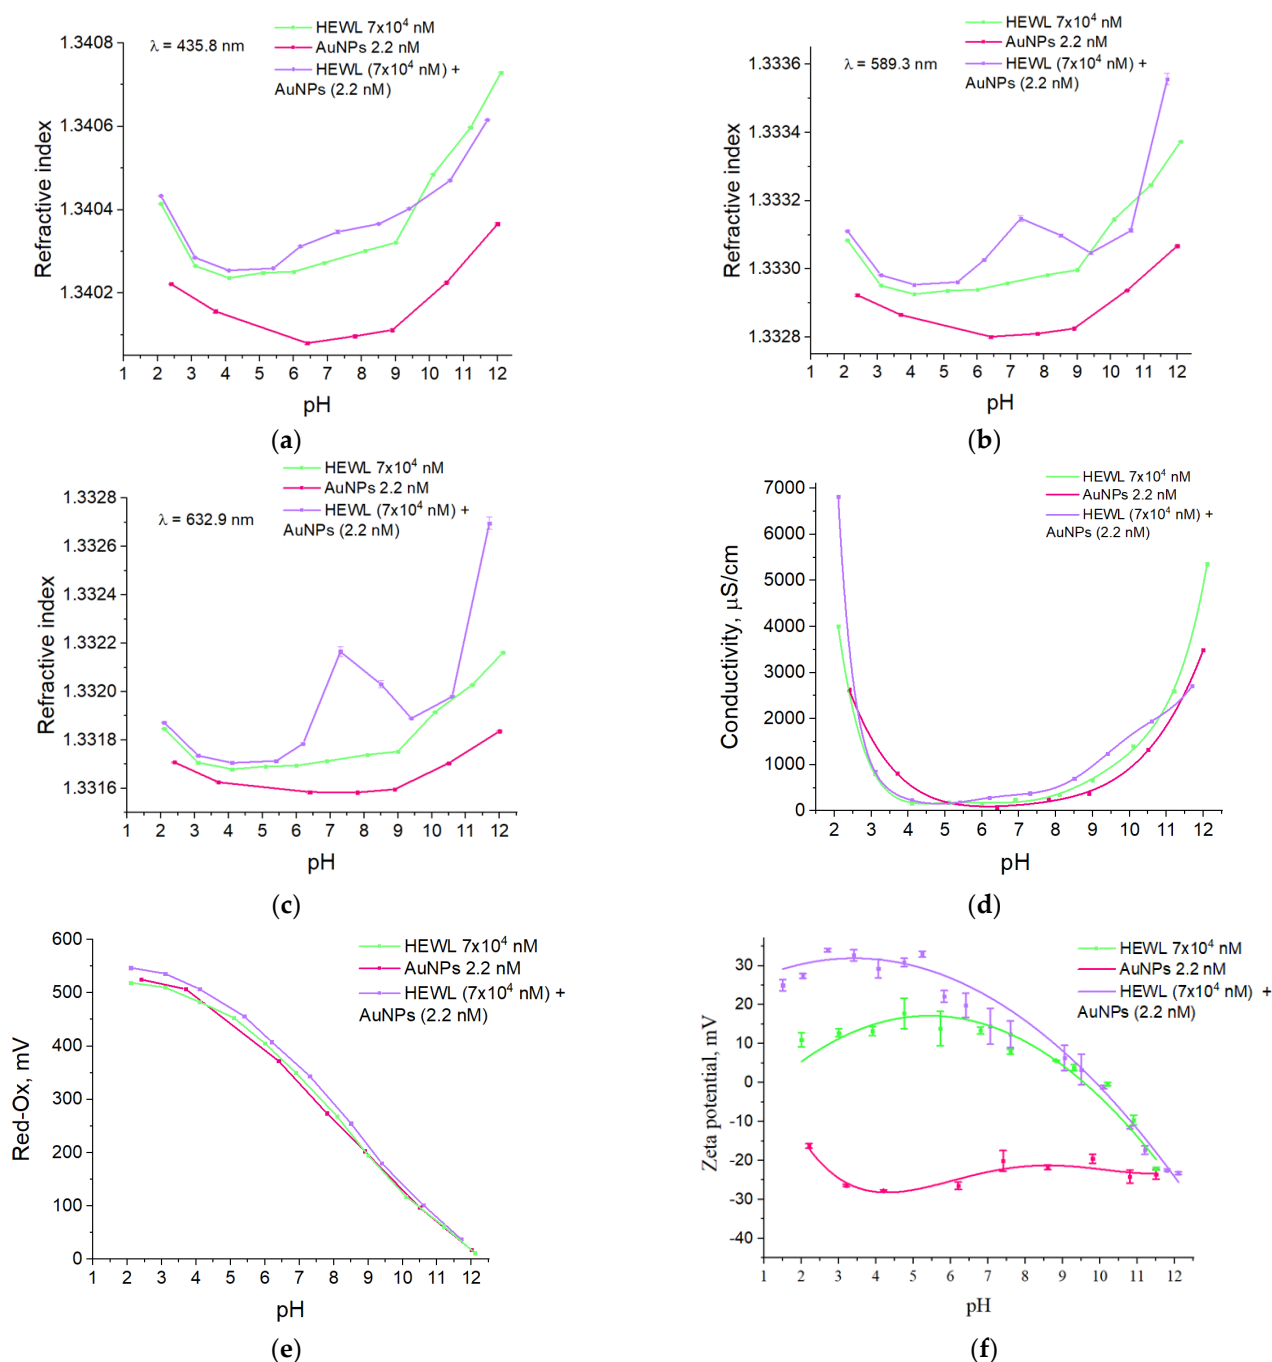 HEWL 7x10⁴ nM
AuNPs 2.2 nM
HEWL (7x10⁴ nM) +
AuNPs (2.2 nM)
λ = 435.8 nm
1.3408
1.3406
1.3404
1.3402
Refractive index
1 2 3 4 5 6 7 8 9 10 11 12
pH
(a)
HEWL 7x10⁴ nM
AuNPs 2.2 nM
HEWL (7x10⁴ nM) +
AuNPs (2.2 nM)
λ = 589.3 nm
1.3336
1.3334
1.3332
1.3330
1.3328
Refractive index
1 2 3 4 5 6 7 8 9 10 11 12
pH
(b)
HEWL 7x10⁴ nM
AuNPs 2.2 nM
HEWL (7x10⁴ nM) +
AuNPs (2.2 nM)
λ = 632.9 nm
1.3328
1.3326
1.3324
1.3322
1.3320
1.3318
1.3316
Refractive index
1 2 3 4 5 6 7 8 9 10 11 12
pH
(c)
HEWL 7x10⁴ nM
AuNPs 2.2 nM
HEWL (7x10⁴ nM) +
AuNPs (2.2 nM)
7000
6000
5000
4000
3000
2000
1000
0
Conductivity, μS/cm
2 3 4 5 6 7 8 9 10 11 12
pH
(d)
HEWL 7x10⁴ nM
AuNPs 2.2 nM
HEWL (7x10⁴ nM) +
AuNPs (2.2 nM)
600
500
400
300
200
100
0
Red-Ox, mV
1 2 3 4 5 6 7 8 9 10 11 12
pH
(e)
HEWL 7x10⁴ nM
AuNPs 2.2 nM
HEWL (7x10⁴ nM) +
AuNPs (2.2 nM)
30
20
10
0
-10
-20
-30
-40
Zeta potential, mV
1 2 3 4 5 6 7 8 9 10 11 12
pH
(f)